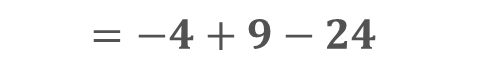 = −4 + 9 − 24